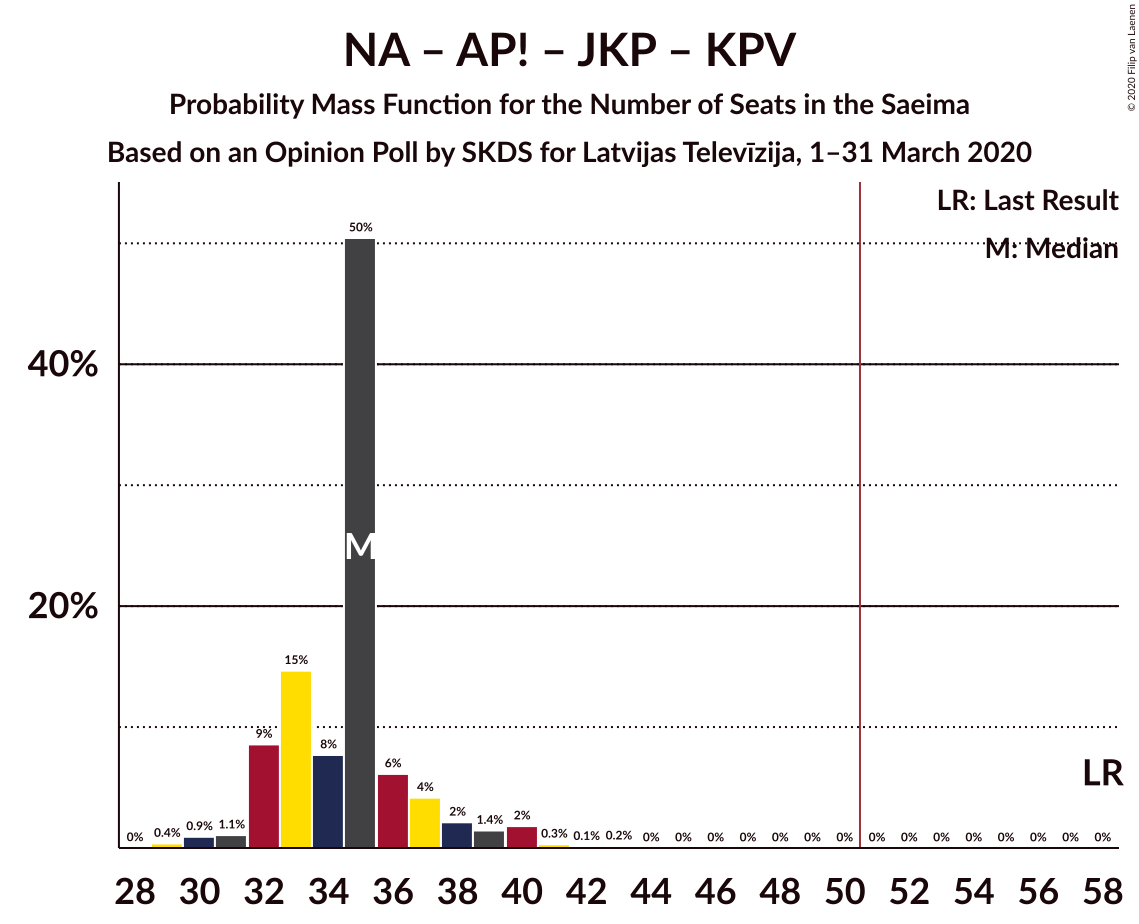 NA – AP! – JKP – KPV
Probability Mass Function for the Number of Seats in the Saeima
Based on an Opinion Poll by SKDS for Latvijas Televīzija, 1–31 March 2020
© 2020 Filip van Laenen
LR: Last Result
M: Median
50%
40%
M
20%
15%
9%
8%
6%
4%
2%
1.4%
2%
0% 0.4% 0.9% 1.1% 0.3% 0.1% 0.2% 0% 0% 0% 0% 0% 0% 0% 0% 0% 0% 0% 0% 0% 0% 0%
LR
28 30 32 34 36 38 40 42 44 46 48 50 52 54 56 58